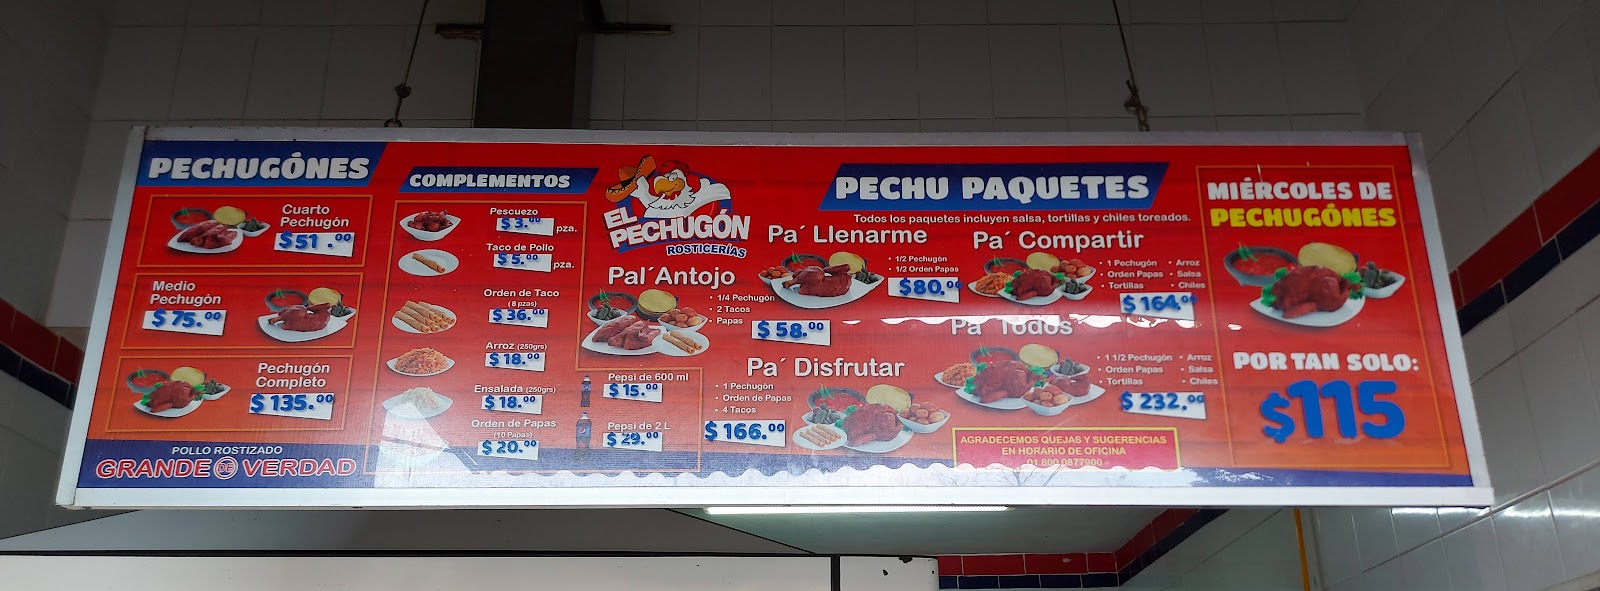 PECHUGÓNES
Cuarto
Pechugón
$51.00
Medio
Pechugón
$75.00
Pechugón
Completo
$135.00
POLLO ROSTIZADO
GRANDE DE VERDAD
COMPLEMENTOS
Pescuezo
$3.00 pza.
Taco de Pollo
$5.00 pza.
Orden de Taco
(8 pzas)
$36.00
Arroz (250grs)
$18.00
Ensalada (250grs)
$18.00
Orden de Papas
(10 Papas)
$20.00
EL
PECHUGÓN
ROSTICERÍAS
Pal´Antojo
• 1/4 Pechugón
• 2 Tacos
• Papas
$58.00
Pepsi de 600 ml
$15.00
Pepsi de 2 L
$29.00
PECHU PAQUETES
Todos los paquetes incluyen salsa, tortillas y chiles toreados.
Pa´ Llenarme
• 1/2 Pechugón
• 1/2 Orden Papas
$80.00
Pa´ Compartir
• 1 Pechugón
• Orden Papas
• Tortillas
• Arroz
• Salsa
• Chiles
$164.00
Pa´ Disfrutar
• 1 Pechugón
• Orden de Papas
• 4 Tacos
$166.00
Pa´ Todos
• 1 1/2 Pechugón
• Orden Papas
• Tortillas
• Arroz
• Salsa
• Chiles
$232.00
AGRADECEMOS QUEJAS Y SUGERENCIAS
EN HORARIO DE OFICINA
01 800 0877900
MIÉRCOLES DE
PECHUGÓNES
POR TAN SOLO:
$115